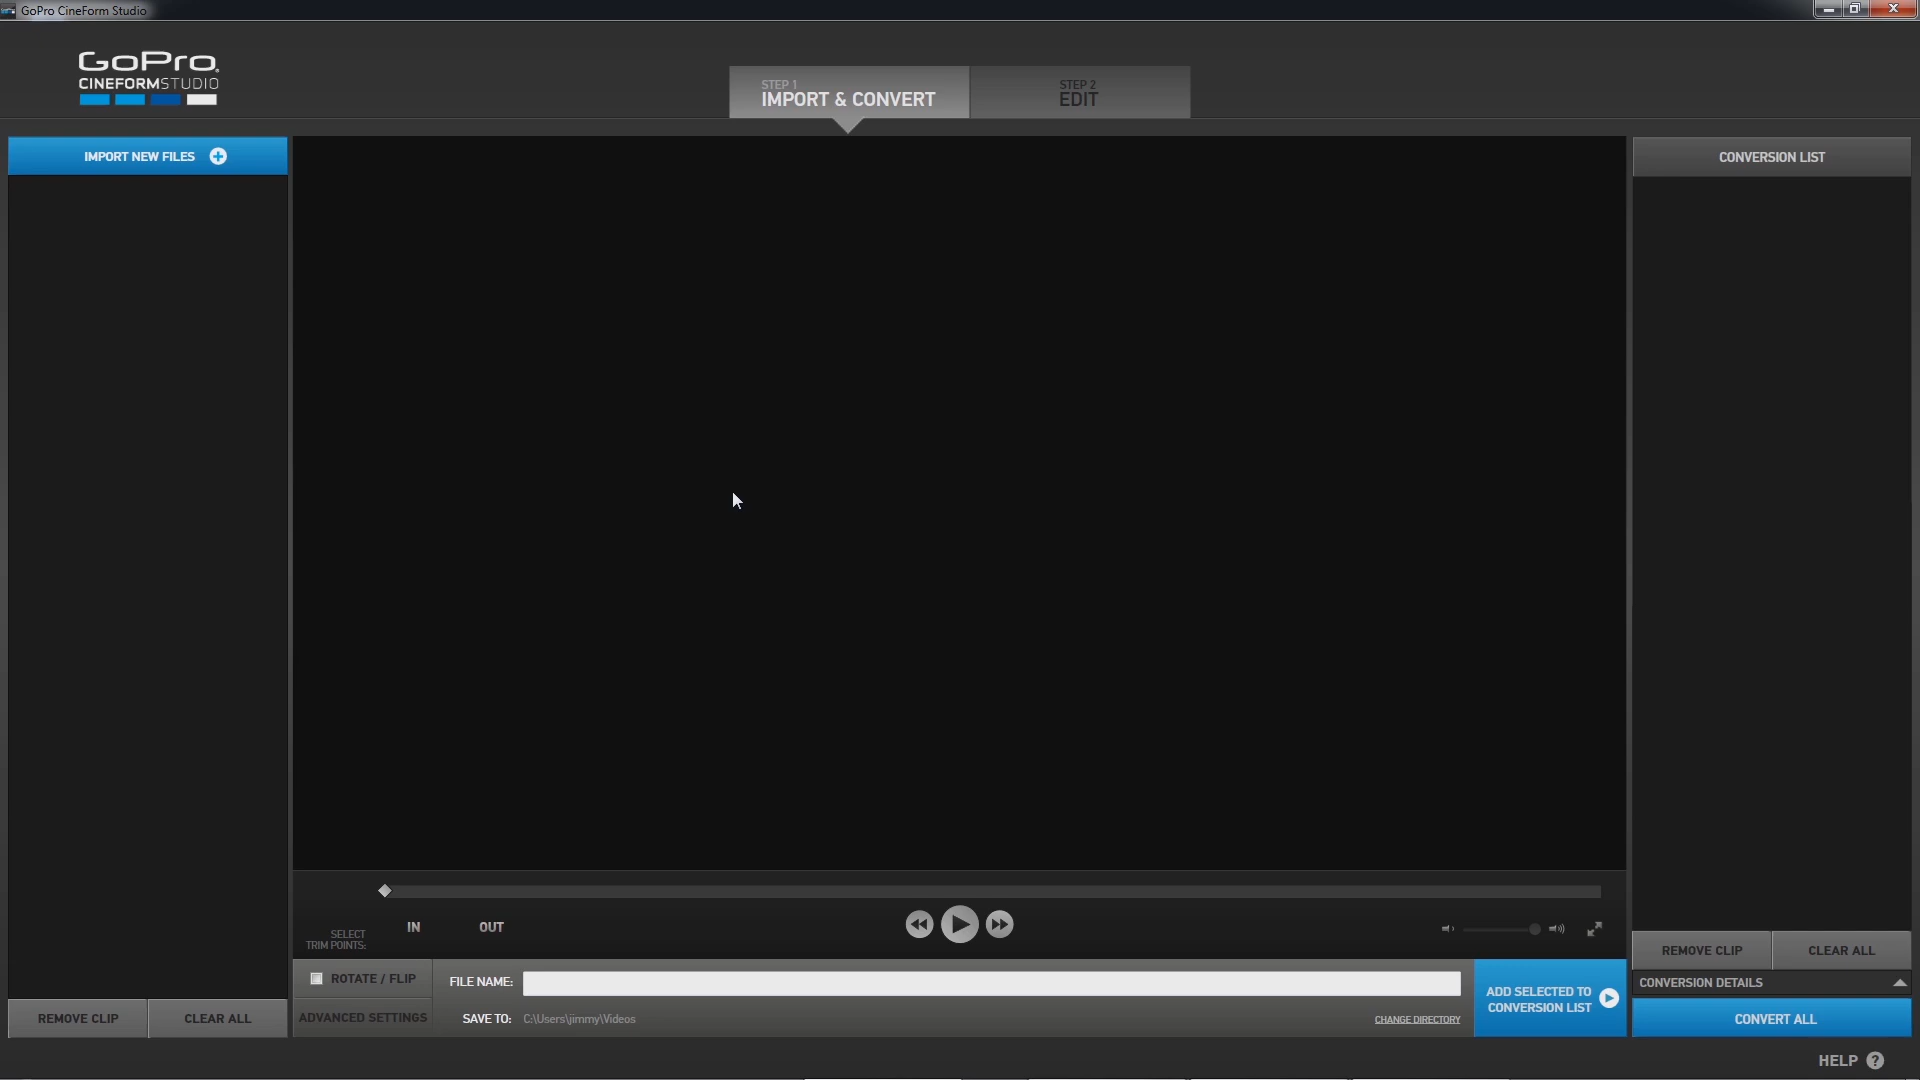 GoPro CineForm Studio
GoPro
CINEFORMSTUDIO
STEP 1
IMPORT & CONVERT
STEP 2
EDIT
IMPORT NEW FILES
CONVERSION LIST
SELECT
TRIM POINTS:
IN
OUT
ROTATE / FLIP
ADVANCED SETTINGS
FILE NAME:
SAVE TO: C:\Users\jimmy\Videos
CHANGE DIRECTORY
ADD SELECTED TO
CONVERSION LIST
REMOVE CLIP
CLEAR ALL
REMOVE CLIP
CLEAR ALL
CONVERSION DETAILS
CONVERT ALL
HELP ?